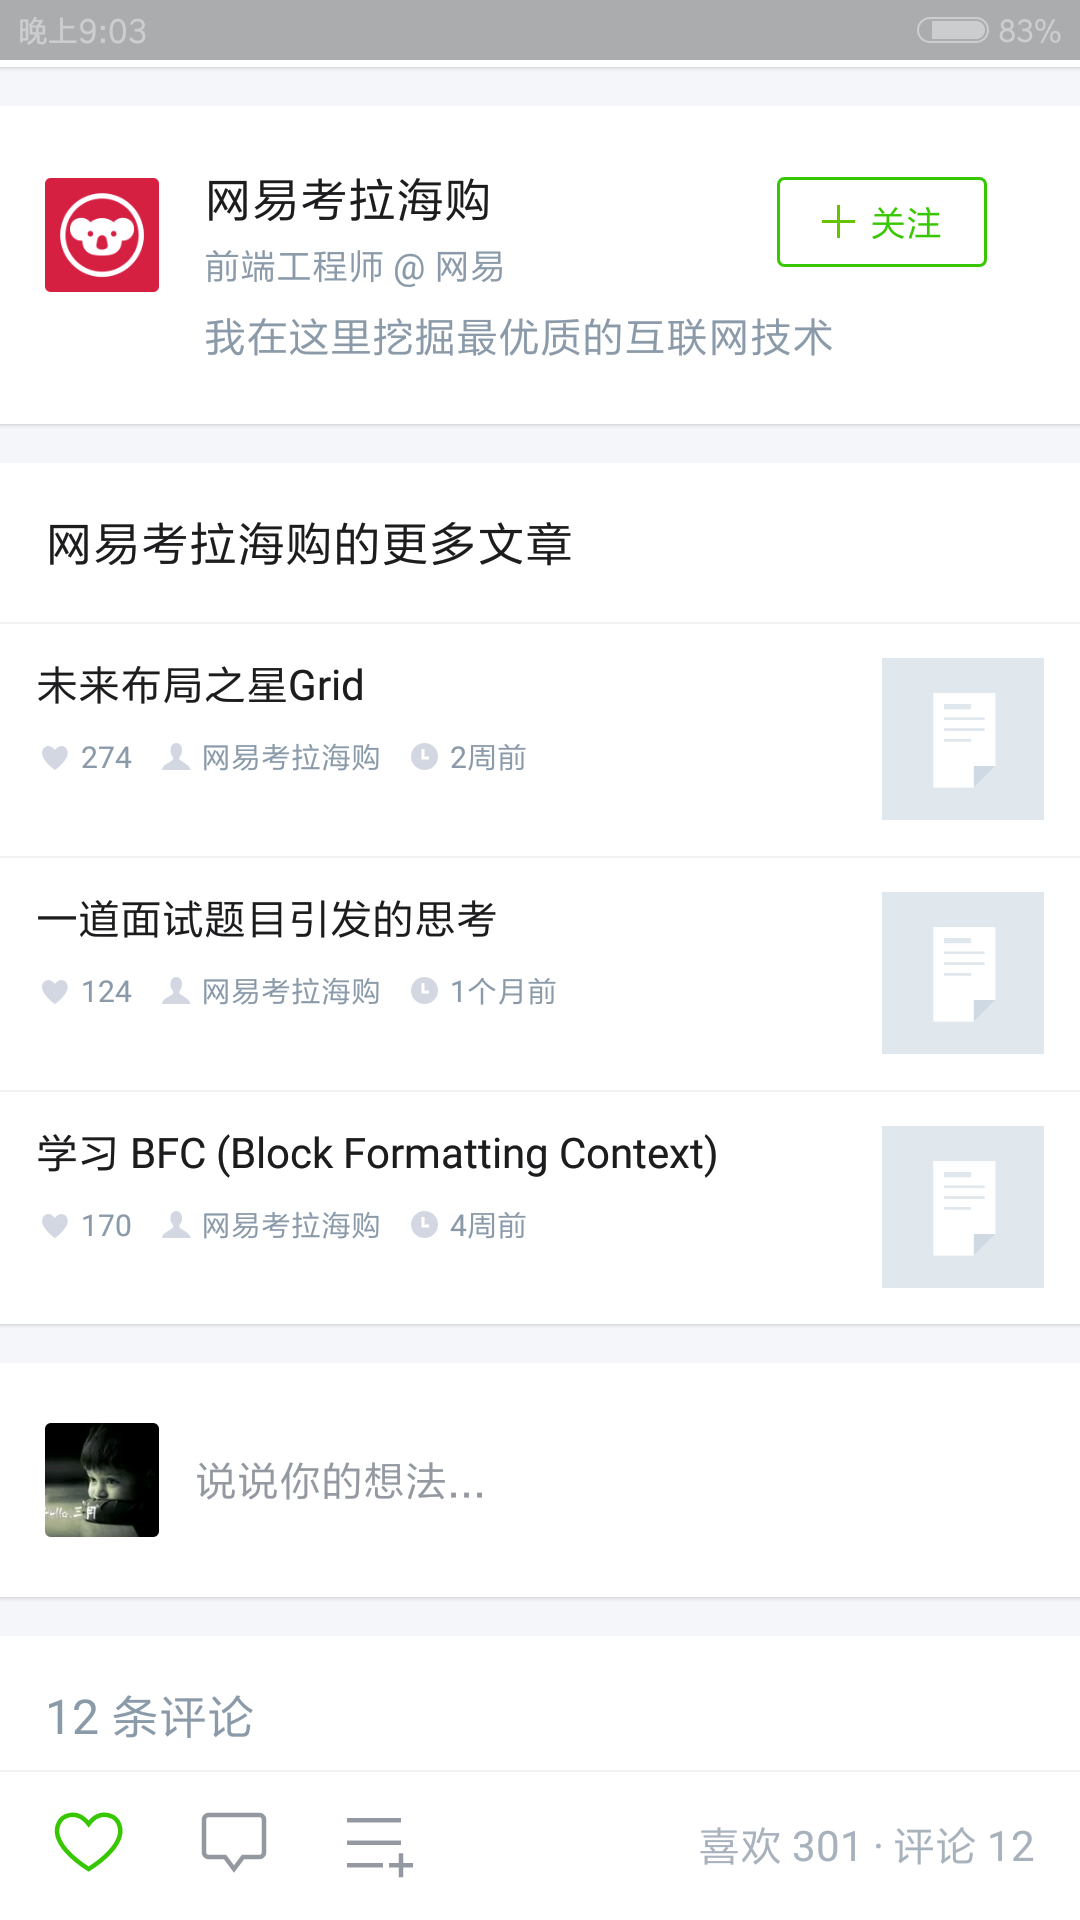 晚上9:03 83%
网易考拉海购
+ 关注
前端工程师 @ 网易
我在这里挖掘最优质的互联网技术
网易考拉海购的更多文章
未来布局之星Grid
274 网易考拉海购 2周前
一道面试题目引发的思考
124 网易考拉海购 1个月前
学习 BFC (Block Formatting Context)
170 网易考拉海购 4周前
说说你的想法...
12 条评论
喜欢 301 · 评论 12